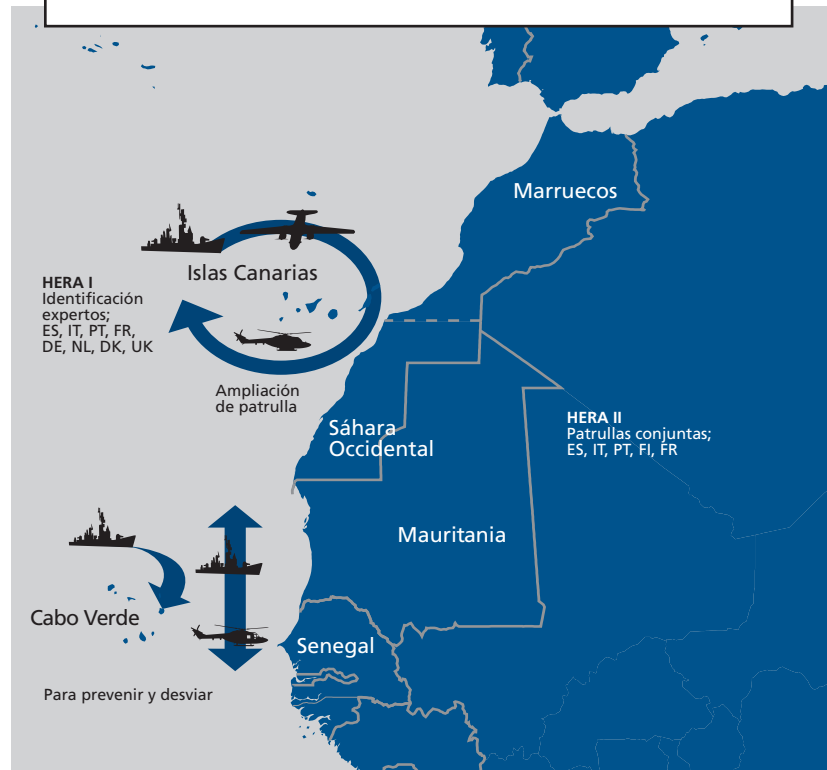 Marruecos
Islas Canarias
HERA I
Identificación
expertos;
ES, IT, PT, FR,
DE, NL, DK, UK
Ampliación
de patrulla
Sáhara
Occidental
HERA II
Patrullas conjuntas;
ES, IT, PT, FI, FR
Mauritania
Cabo Verde
Senegal
Para prevenir y desviar